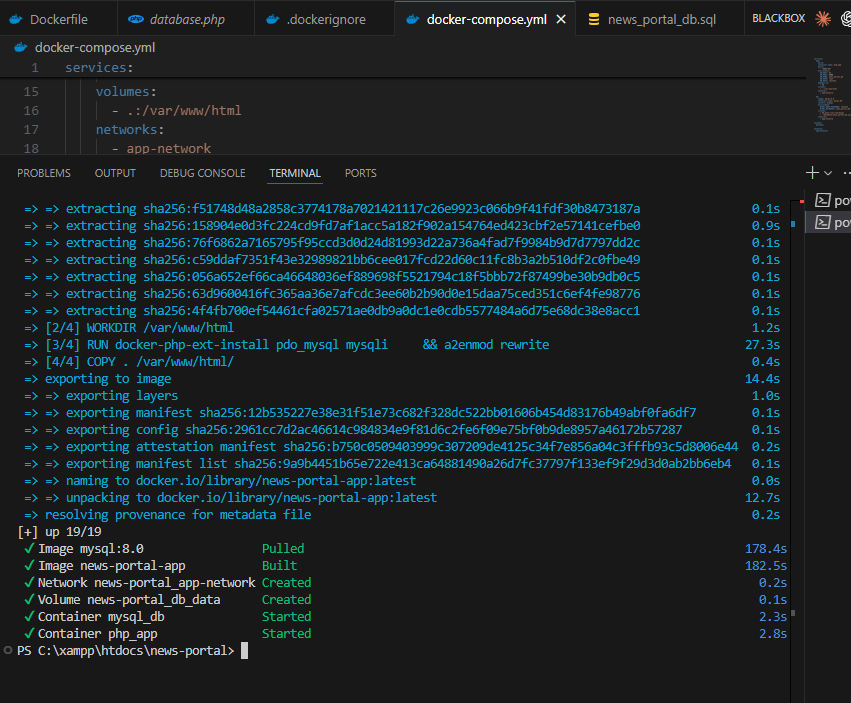 Dockerfile database.php .dockerignore docker-compose.yml news_portal_db.sql BLACKBOX
docker-compose.yml
1 services:
15 volumes:
16 - .:/var/www/html
17 networks:
18 - app-network
PROBLEMS OUTPUT DEBUG CONSOLE TERMINAL PORTS
=> => extracting sha256:f51748d48a2858c3774178a7021421117c26e9923c066b9f41fdf30b8473187a 0.1s
=> => extracting sha256:158904e0d3fc224cd9fd7af1acc5a182f902a154764ed423cbf2e57141cefbe0 0.9s
=> => extracting sha256:76f6862a7165795f95ccd3d0d24d81993d22a736a4fad7f9984b9d7d7797dd2c 0.1s
=> => extracting sha256:c59ddaf7351f43e32989821bb6cee017fcd22d60c11fc8b3a2b510df2c0fbe49 0.1s
=> => extracting sha256:056a652ef66ca46648036ef889698f5521794c18f5bbb72f87499be30b9db0c5 0.1s
=> => extracting sha256:63d9600416fc365aa36e7afcdc3ee60b2b90d0e15daa75ced351c6ef4fe98776 0.1s
=> => extracting sha256:4f4fb700ef54461cfa02571ae0db9a0dc1e0cdb5577484a6d75e68dc38e8acc1 0.1s
=> [2/4] WORKDIR /var/www/html 1.2s
=> [3/4] RUN docker-php-ext-install pdo_mysql mysqli && a2enmod rewrite 27.3s
=> [4/4] COPY . /var/www/html/ 0.4s
=> exporting to image 14.4s
=> => exporting layers 1.0s
=> => exporting manifest sha256:12b535227e38e31f51e73c682f328dc522bb01606b454d83176b49abf0fa6df7 0.1s
=> => exporting config sha256:2961cc7d2ac46614c984834e9f81d6c2fe6f09e75bf0b9de8957a46172b57287 0.1s
=> => exporting attestation manifest sha256:b750c0509403999c307209de4125c34f7e856a04c3fffb93c5d8006e44 0.2s
=> => exporting manifest list sha256:9a9b4451b65e722e413ca64881490a26d7fc37797f133ef9f29d3d0ab2bb6eb4 0.1s
=> => naming to docker.io/library/news-portal-app:latest 0.0s
=> => unpacking to docker.io/library/news-portal-app:latest 12.7s
=> resolving provenance for metadata file 0.2s
[+] up 19/19
✓ Image mysql:8.0 Pulled 178.4s
✓ Image news-portal-app Built 182.5s
✓ Network news-portal_app-network Created 0.2s
✓ Volume news-portal_db_data Created 0.1s
✓ Container mysql_db Started 2.3s
✓ Container php_app Started 2.8s
PS C:\xampp\htdocs\news-portal>
po
po